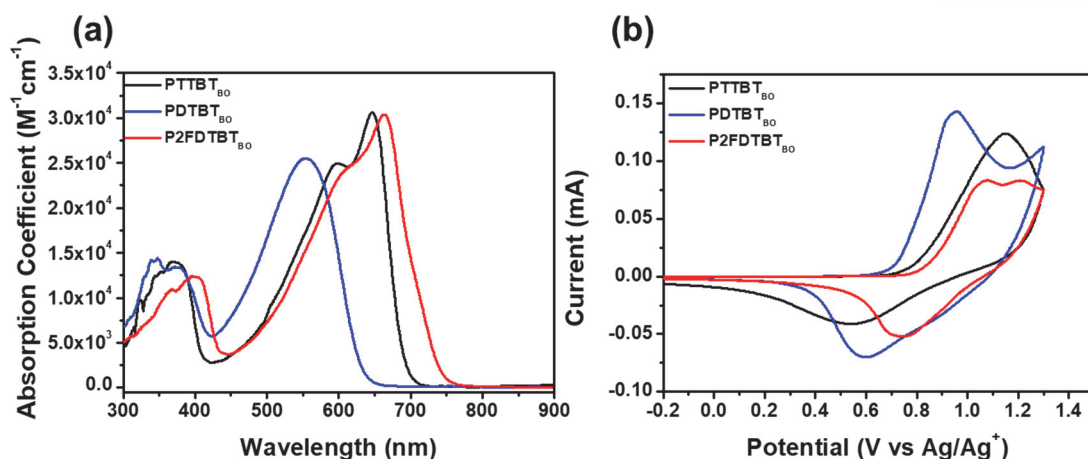 (a)
Absorption Coefficient (M⁻¹cm⁻¹)
3.5x10⁴
3.0x10⁴
2.5x10⁴
2.0x10⁴
1.5x10⁴
1.0x10⁴
5.0x10³
0.0
PTTBT_BO
PDTBT_BO
P2FDTBT_BO
300 400 500 600 700 800 900
Wavelength (nm)
(b)
Current (mA)
0.15
0.10
0.05
0.00
-0.05
-0.10
PTTBT_BO
PDTBT_BO
P2FDTBT_BO
-0.2 0.0 0.2 0.4 0.6 0.8 1.0 1.2 1.4
Potential (V vs Ag/Ag⁺)